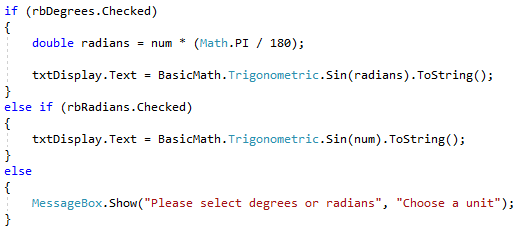 if (rbDegrees.Checked)
{
    double radians = num * (Math.PI / 180);

    txtDisplay.Text = BasicMath.Trigonometric.Sin(radians).ToString();
}
else if (rbRadians.Checked)
{
    txtDisplay.Text = BasicMath.Trigonometric.Sin(num).ToString();
}
else
{
    MessageBox.Show("Please select degrees or radians", "Choose a unit");
}